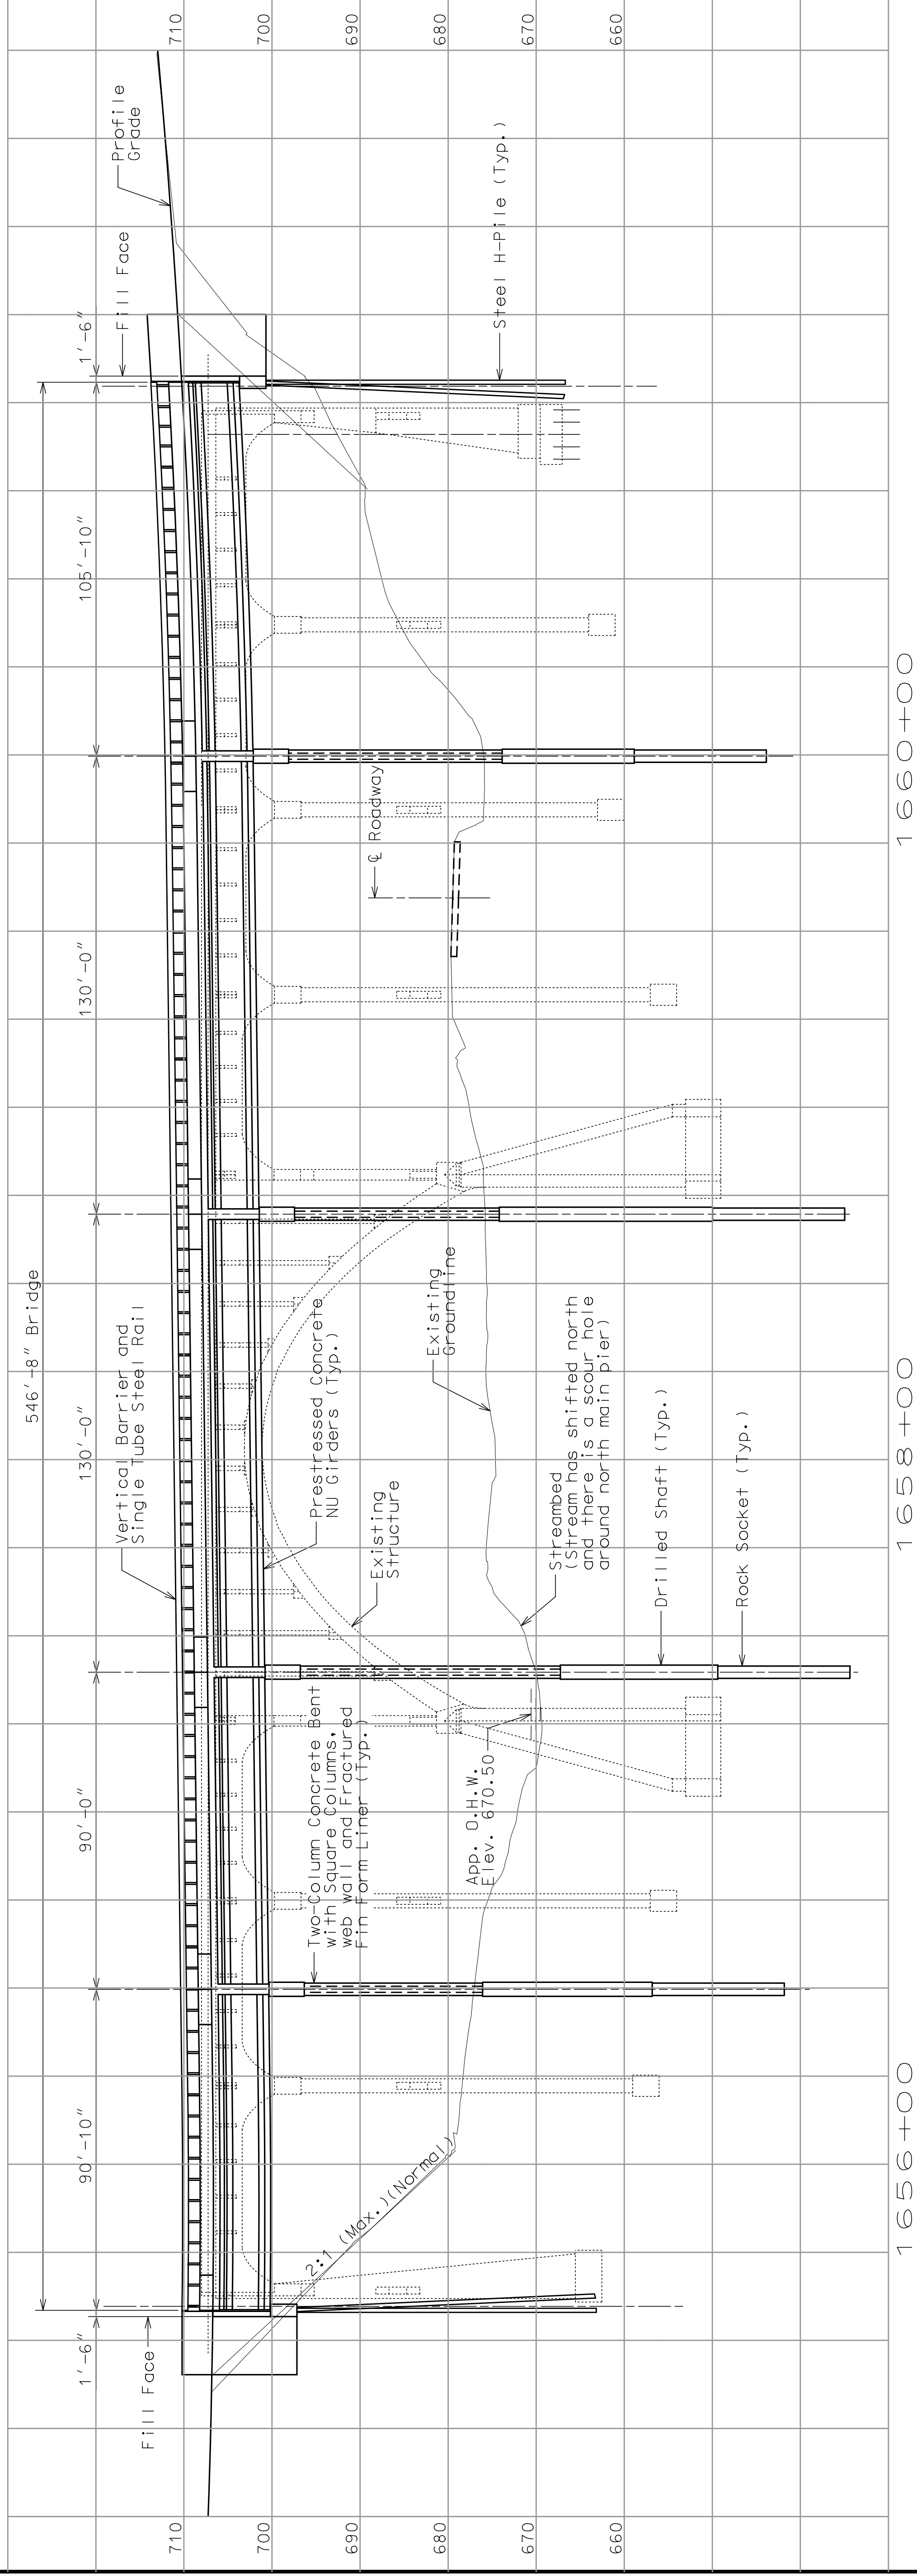 546'-8" Bridge
1'-6"
90'-10"
90'-0"
130'-0"
130'-0"
105'-10"
1'-6"
Fill Face
Vertical Barrier and
Single Tube Steel Rail
Fill Face
Profile
Grade
710
710
700
700
690
690
680
680
670
670
660
660
2:1 (Max.)(Normal)
Two-Column Concrete Bent
with Square Columns,
web wall and Fractured
Fin Form Liner (Typ.)
Prestressed Concrete
NU Girders (Typ.)
Existing
Structure
℄ Roadway
Existing
Groundline
App. O.H.W.
Elev. 670.50
Steel H-Pile (Typ.)
Streambed
(Stream has shifted north
and there is a scour hole
around north main pier)
Drilled Shaft (Typ.)
Rock Socket (Typ.)
1656+00
1658+00
1660+00